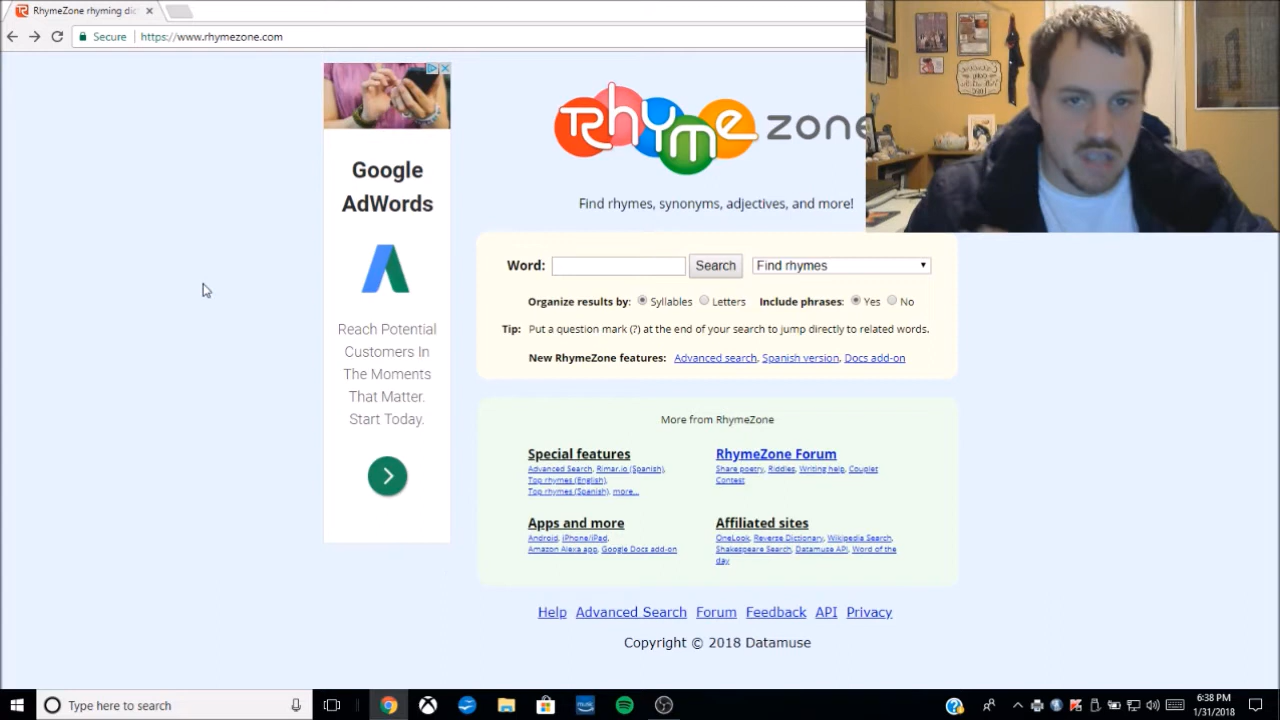 RhymeZone rhyming dic
Secure
https://www.rhymezone.com
Google
AdWords
Reach Potential
Customers In
The Moments
That Matter.
Start Today.
Rhyme zone
Find rhymes, synonyms, adjectives, and more!
Word:
Search
Find rhymes
Organize results by: Syllables Letters Include phrases: Yes No
Tip: Put a question mark (?) at the end of your search to jump directly to related words.
New RhymeZone features: Advanced search, Spanish version, Docs add-on
More from RhymeZone
Special features
Advanced Search, Rimar.io (Spanish),
Top rhymes (English),
Top rhymes (Spanish), more...
RhymeZone Forum
Share poetry, Riddles, Writing help, Couplet
Contest
Apps and more
Android, iPhone/iPad,
Amazon Alexa app, Google Docs add-on
Affiliated sites
OneLook, Reverse Dictionary, Wikipedia Search,
Shakespeare Search, Datamuse API, Word of the
day
Help Advanced Search Forum Feedback API Privacy
Copyright © 2018 Datamuse
Type here to search
music
6:38 PM
1/31/2018